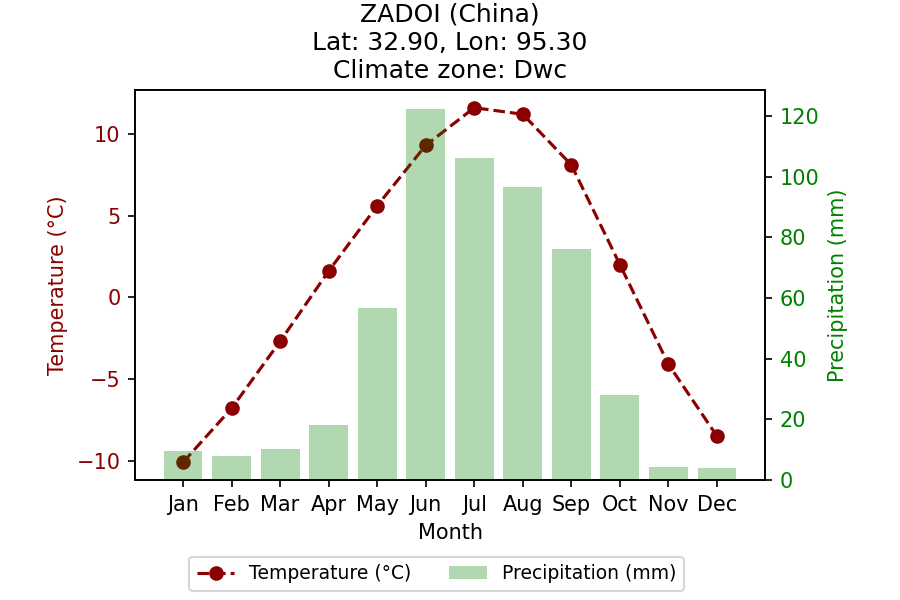 ZADOI (China)
Lat: 32.90, Lon: 95.30
Climate zone: Dwc
10
5
0
−5
−10
Temperature (°C)
120
100
80
60
40
20
0
Precipitation (mm)
Jan Feb Mar Apr May Jun Jul Aug Sep Oct Nov Dec
Month
Temperature (°C) Precipitation (mm)